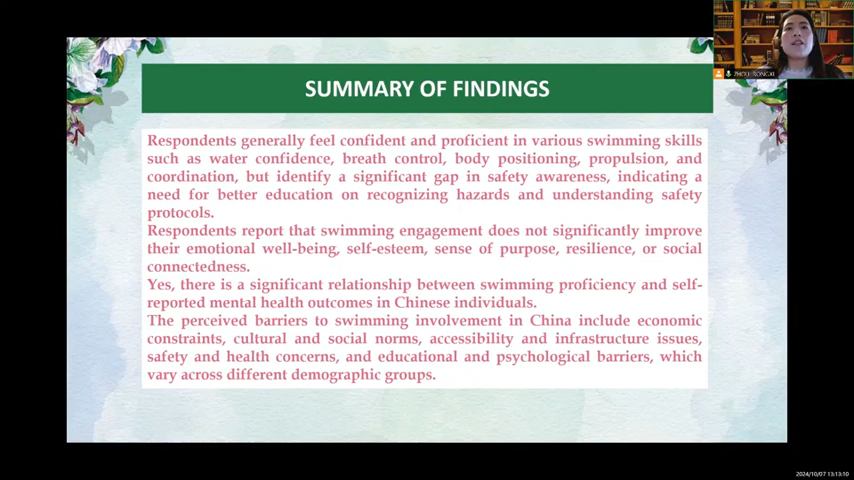 SUMMARY OF FINDINGS
Respondents generally feel confident and proficient in various swimming skills
such as water confidence, breath control, body positioning, propulsion, and
coordination, but identify a significant gap in safety awareness, indicating a
need for better education on recognizing hazards and understanding safety
protocols.
Respondents report that swimming engagement does not significantly improve
their emotional well-being, self-esteem, sense of purpose, resilience, or social
connectedness.
Yes, there is a significant relationship between swimming proficiency and self-
reported mental health outcomes in Chinese individuals.
The perceived barriers to swimming involvement in China include economic
constraints, cultural and social norms, accessibility and infrastructure issues,
safety and health concerns, and educational and psychological barriers, which
vary across different demographic groups.
2024/10/07 13:13:10